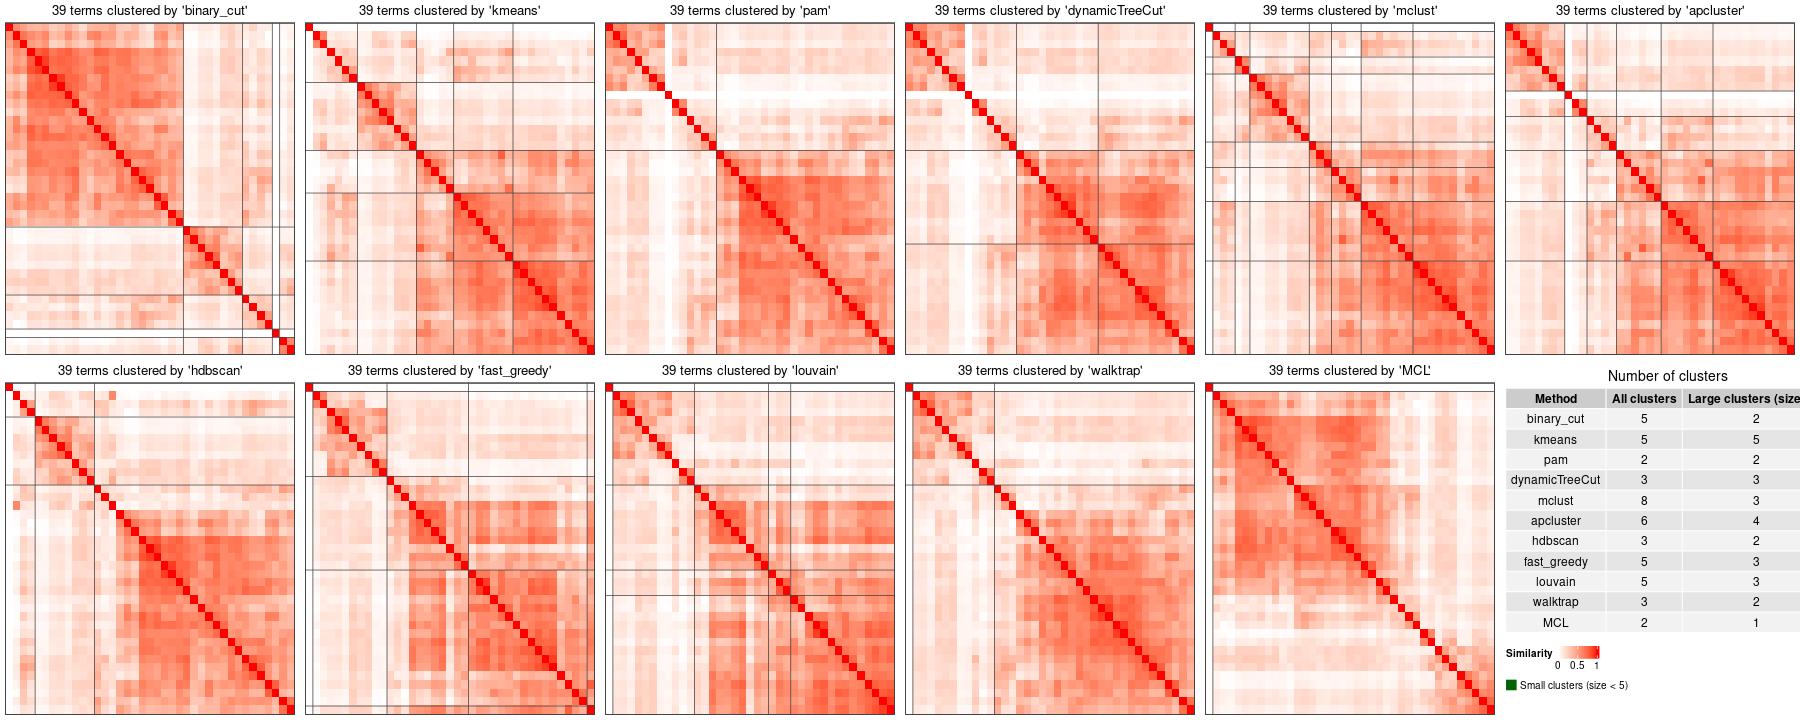 39 terms clustered by 'binary_cut'
39 terms clustered by 'kmeans'
39 terms clustered by 'pam'
39 terms clustered by 'dynamicTreeCut'
39 terms clustered by 'mclust'
39 terms clustered by 'apcluster'
39 terms clustered by 'hdbscan'
39 terms clustered by 'fast_greedy'
39 terms clustered by 'louvain'
39 terms clustered by 'walktrap'
39 terms clustered by 'MCL'
Number of clusters
Method All clusters Large clusters (size
binary_cut 5 2
kmeans 5 5
pam 2 2
dynamicTreeCut 3 3
mclust 8 3
apcluster 6 4
hdbscan 3 2
fast_greedy 5 3
louvain 5 3
walktrap 3 2
MCL 2 1
Similarity
0 0.5 1
Small clusters (size < 5)